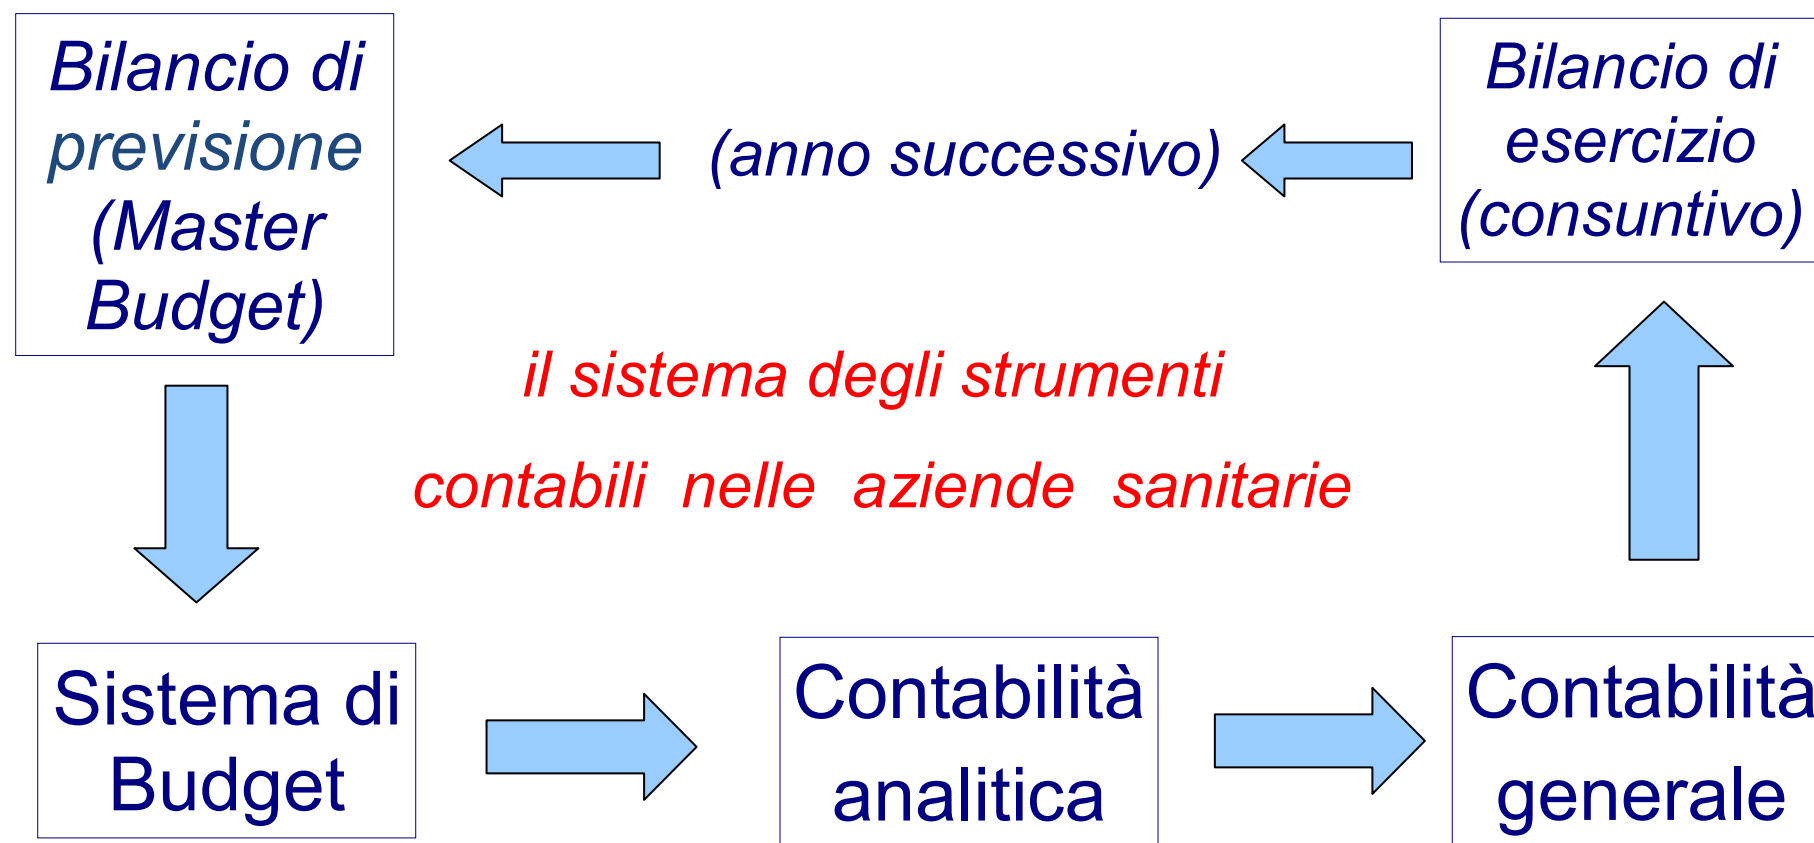 Bilancio di
previsione
(Master
Budget)
(anno successivo)
Bilancio di
esercizio
(consuntivo)
il sistema degli strumenti
contabili nelle aziende sanitarie
Sistema di
Budget
Contabilità
analitica
Contabilità
generale